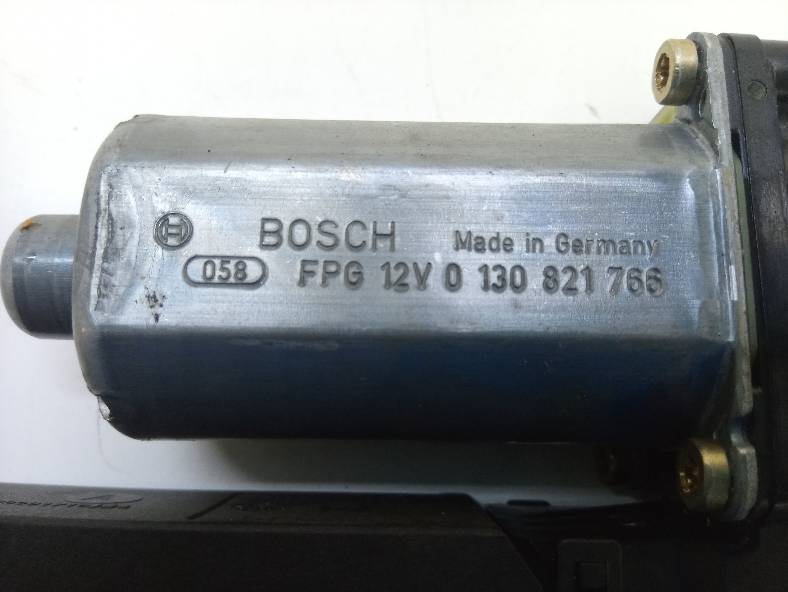 BOSCH Made in Germany
058 FPG 12V 0 130 821 766